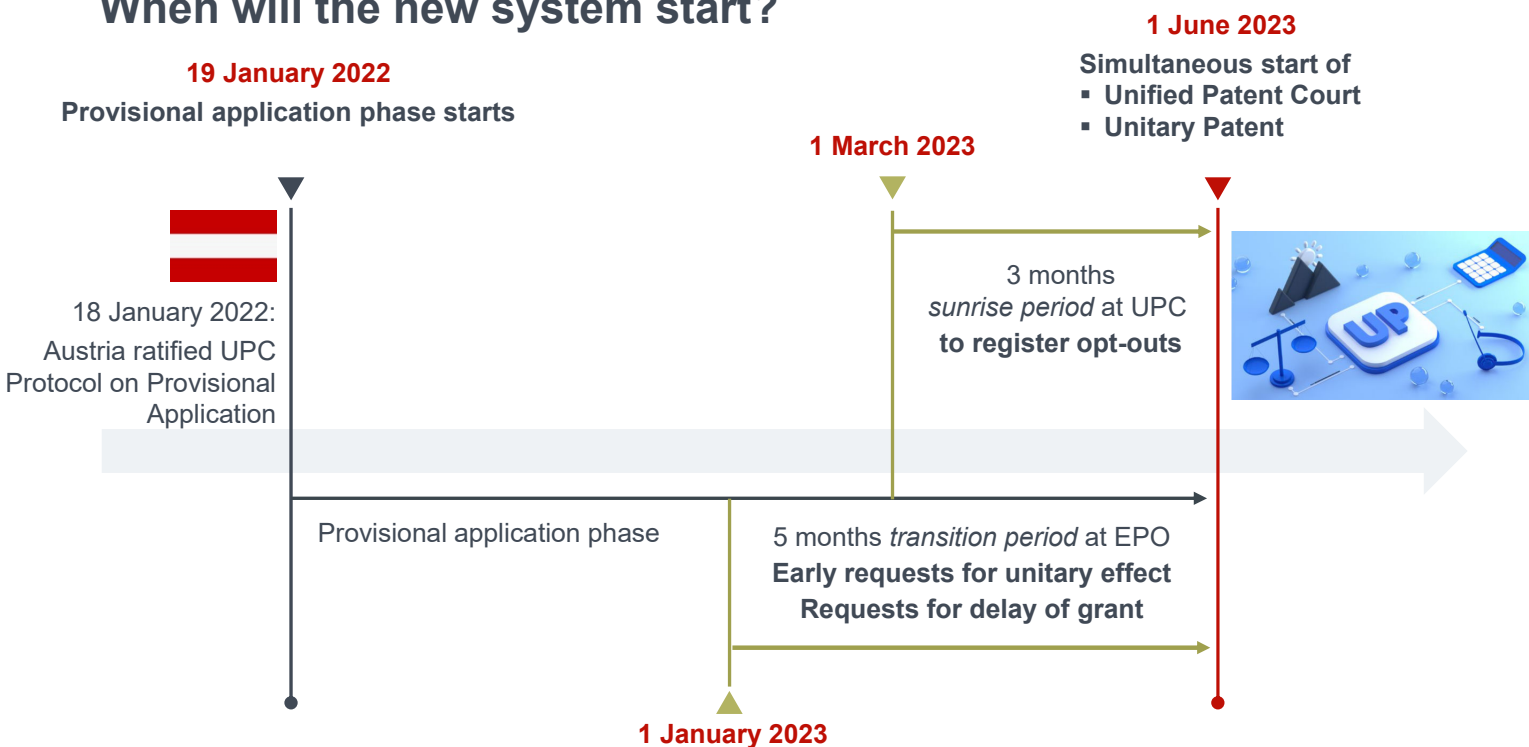 When will the new system start?
19 January 2022
Provisional application phase starts
1 June 2023
Simultaneous start of
▪ Unified Patent Court
▪ Unitary Patent
1 March 2023
18 January 2022:
Austria ratified UPC
Protocol on Provisional
Application
3 months
sunrise period at UPC
to register opt-outs
UP
Provisional application phase
5 months transition period at EPO
Early requests for unitary effect
Requests for delay of grant
1 January 2023